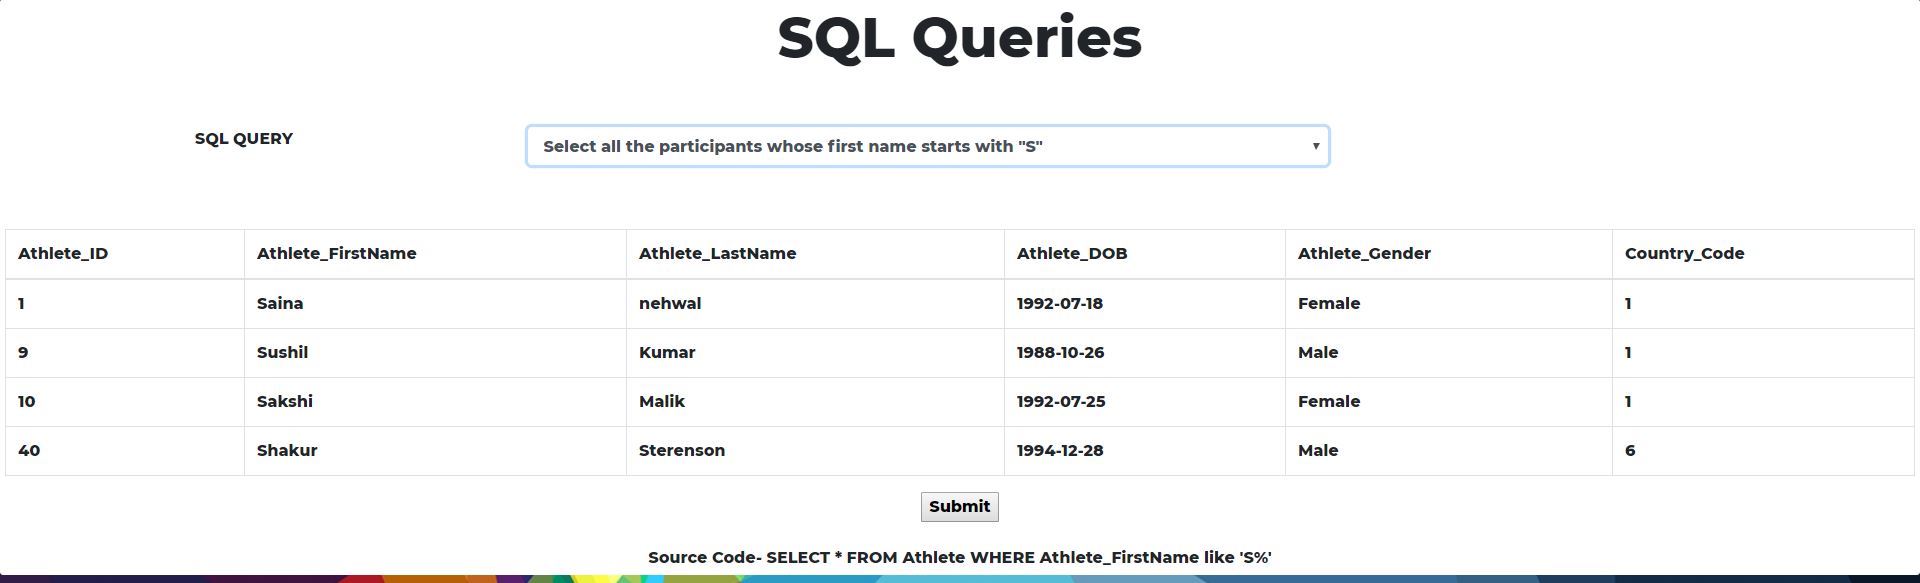 SQL Queries
SQL QUERY
Select all the participants whose first name starts with "S"
Athlete_ID Athlete_FirstName Athlete_LastName Athlete_DOB Athlete_Gender Country_Code
1 Saina nehwal 1992-07-18 Female 1
9 Sushil Kumar 1988-10-26 Male 1
10 Sakshi Malik 1992-07-25 Female 1
40 Shakur Sterenson 1994-12-28 Male 6
Submit
Source Code- SELECT * FROM Athlete WHERE Athlete_FirstName like 'S%'